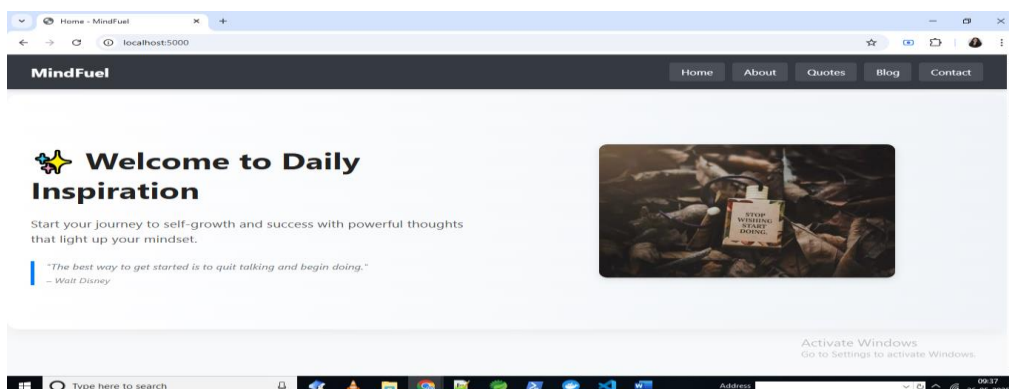 Home - MindFuel
localhost:5000
MindFuel
Home About Quotes Blog Contact
Welcome to Daily
Inspiration
Start your journey to self-growth and success with powerful thoughts
that light up your mindset.
"The best way to get started is to quit talking and begin doing."
– Walt Disney
STOP
WISHING
START
DOING.
Activate Windows
Go to Settings to activate Windows.
Type here to search
Address
09:37